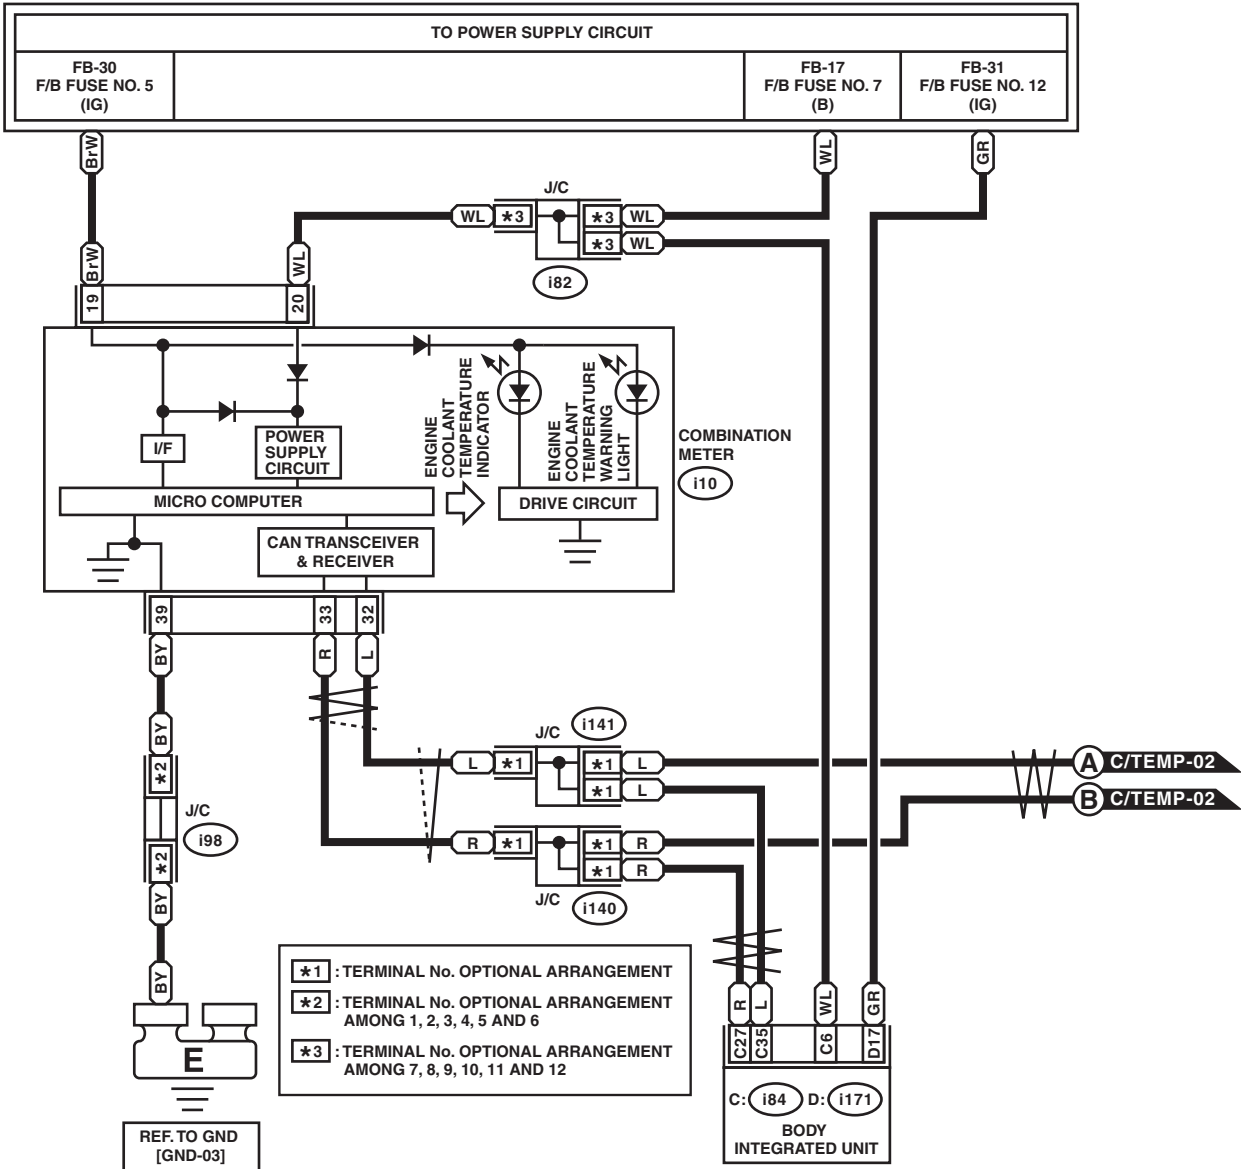 TO POWER SUPPLY CIRCUIT
FB-30
F/B FUSE NO. 5
(IG)
FB-17
F/B FUSE NO. 7
(B)
FB-31
F/B FUSE NO. 12
(IG)
BrW
WL
GR
J/C
WL
*3
*3
WL
*3
WL
i82
BrW
WL
19
20
ENGINE
COOLANT
TEMPERATURE
INDICATOR
ENGINE
COOLANT
TEMPERATURE
WARNING
LIGHT
I/F
POWER
SUPPLY
CIRCUIT
COMBINATION
METER
i10
MICRO COMPUTER
DRIVE CIRCUIT
CAN TRANSCEIVER
& RECEIVER
39
33
32
BY
R
L
BY
*2
J/C
i98
*2
BY
BY
J/C
i141
L
*1
*1
L
*1
L
A
C/TEMP-02
B
C/TEMP-02
R
*1
*1
R
*1
R
J/C
i140
*1 : TERMINAL No. OPTIONAL ARRANGEMENT
*2 : TERMINAL No. OPTIONAL ARRANGEMENT
AMONG 1, 2, 3, 4, 5 AND 6
*3 : TERMINAL No. OPTIONAL ARRANGEMENT
AMONG 7, 8, 9, 10, 11 AND 12
R
L
WL
GR
C27
C35
C6
D17
C: i84 D: i171
BODY
INTEGRATED UNIT
E
REF. TO GND
[GND-03]